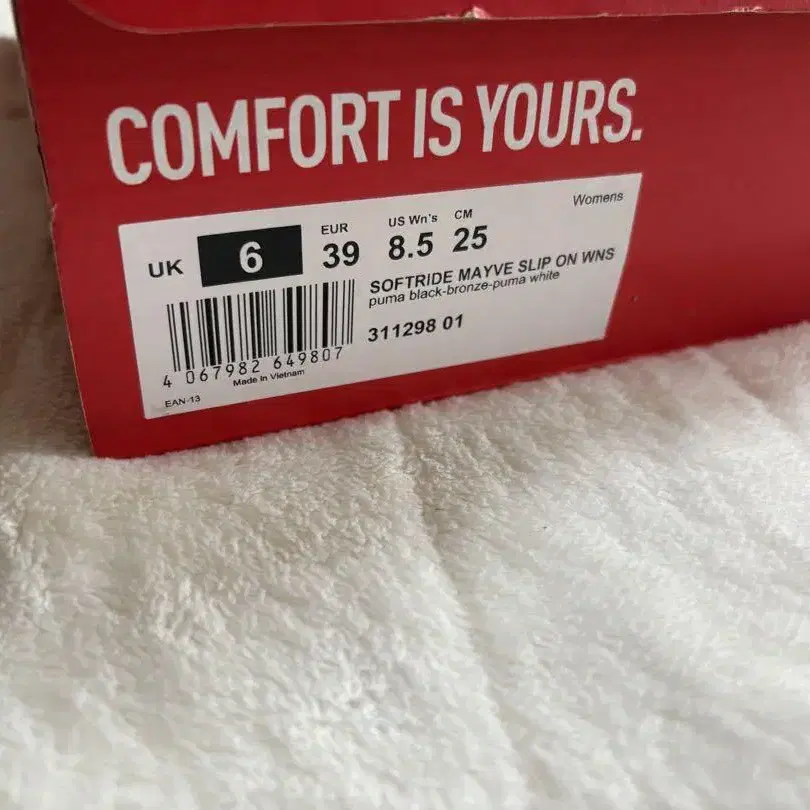 COMFORT IS YOURS.
Womens
UK 6
EUR 39
US Wn's 8.5
CM 25
SOFTRIDE MAYVE SLIP ON WNS
puma black-bronze-puma white
311298 01
4 067982 649807
Made in Vietnam
EAN-13